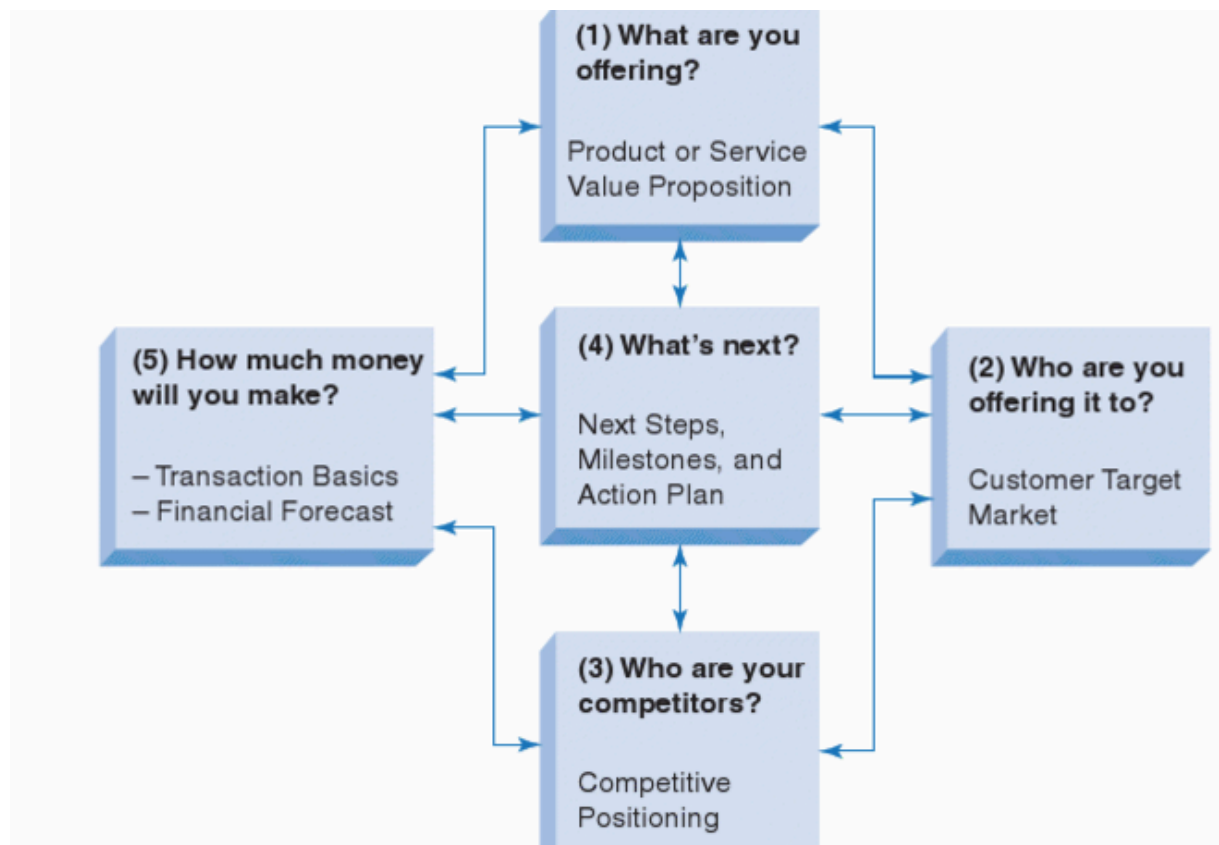 (1) What are you
offering?
Product or Service
Value Proposition
(5) How much money
will you make?
– Transaction Basics
– Financial Forecast
(4) What's next?
Next Steps,
Milestones, and
Action Plan
(2) Who are you
offering it to?
Customer Target
Market
(3) Who are your
competitors?
Competitive
Positioning